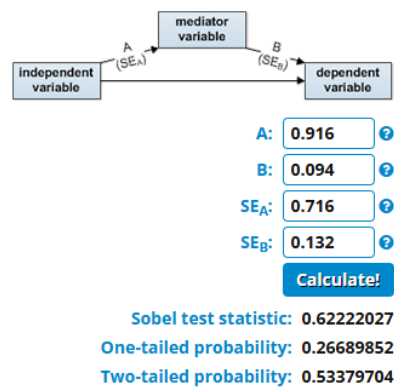 mediator
variable
A
(SEA)
B
(SEB)
independent
variable
dependent
variable
A: 0.916 ?
B: 0.094 ?
SEA: 0.716 ?
SEB: 0.132 ?
Calculate!
Sobel test statistic: 0.62222027
One-tailed probability: 0.26689852
Two-tailed probability: 0.53379704